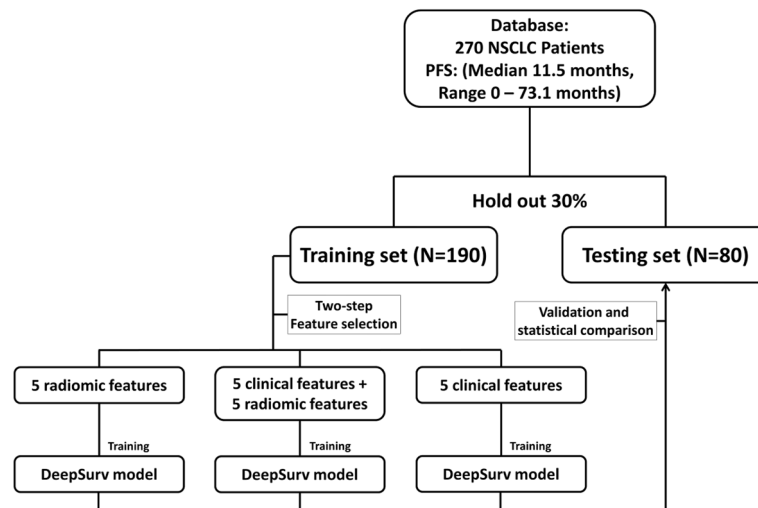 Database:
270 NSCLC Patients
PFS: (Median 11.5 months,
Range 0 – 73.1 months)
Hold out 30%
Training set (N=190)
Testing set (N=80)
Two-step
Feature selection
Validation and
statistical comparison
5 radiomic features
5 clinical features +
5 radiomic features
5 clinical features
Training
Training
Training
DeepSurv model
DeepSurv model
DeepSurv model